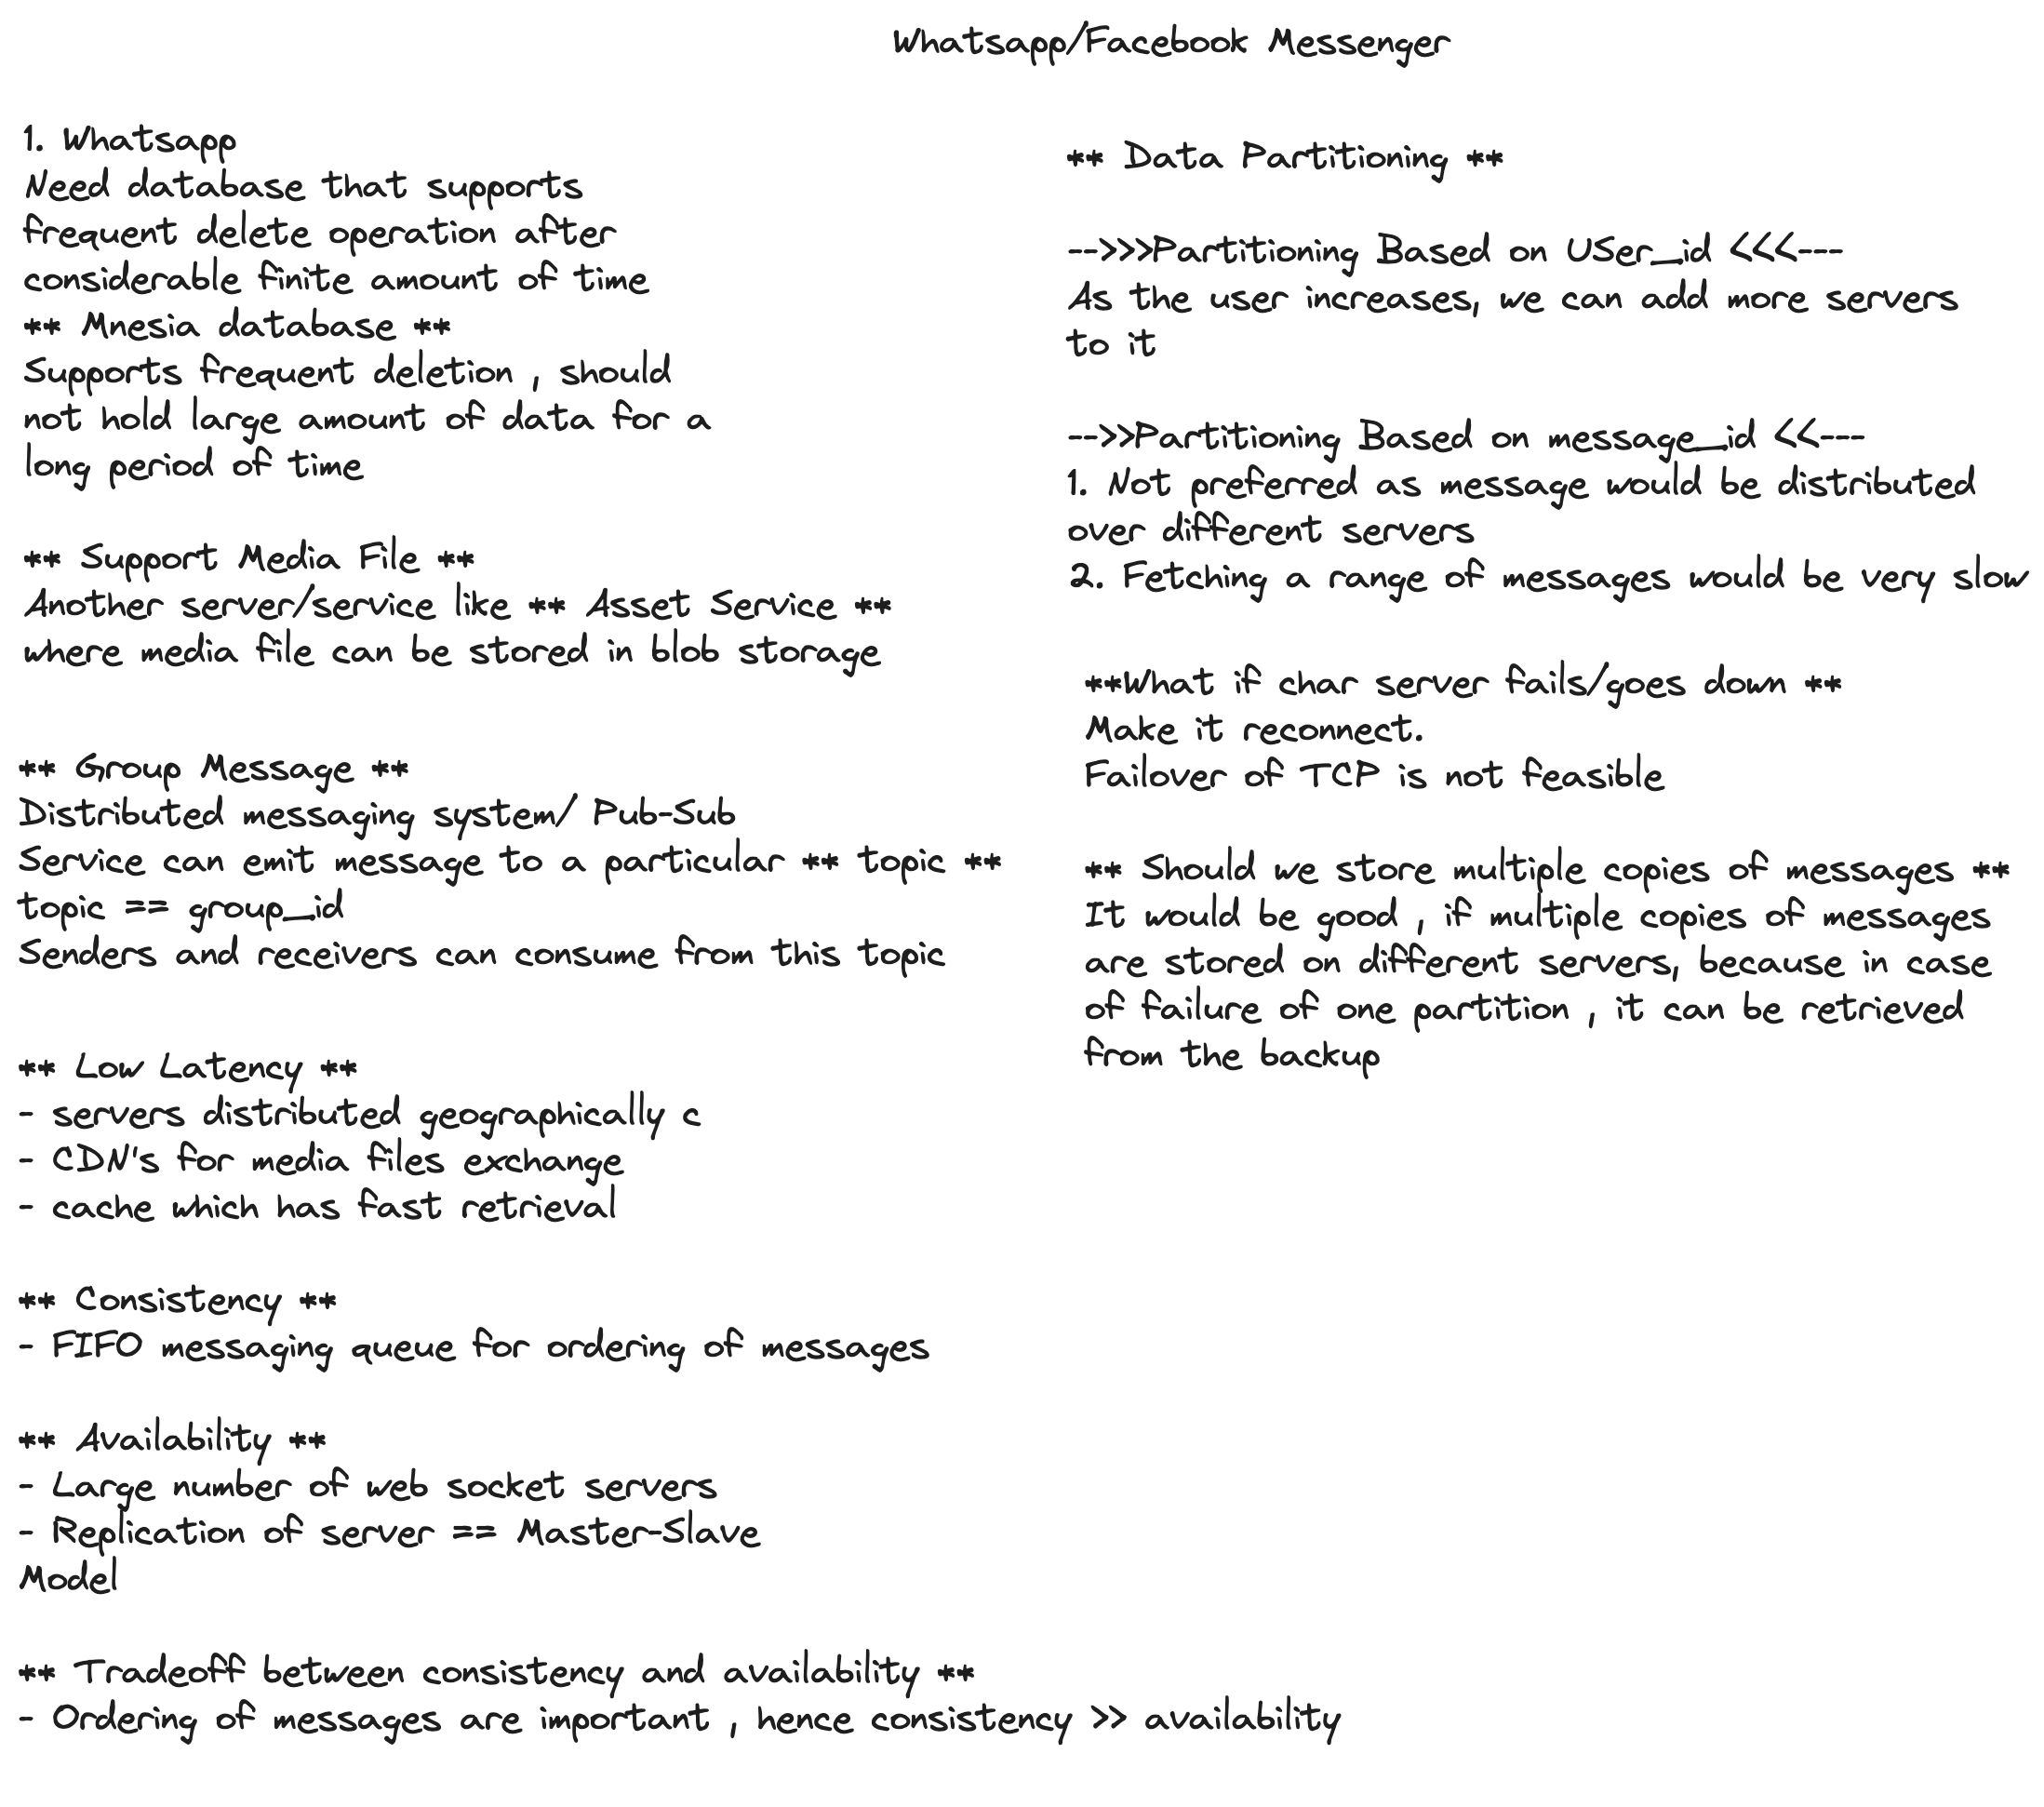 Whatsapp/Facebook Messenger
1. Whatsapp
Need database that supports
frequent delete operation after
considerable finite amount of time
** Mnesia database **
Supports frequent deletion , should
not hold large amount of data for a
long period of time
** Support Media File **
Another server/service like ** Asset Service **
where media file can be stored in blob storage
** Group Message **
Distributed messaging system/ Pub-Sub
Service can emit message to a particular ** topic **
topic == group_id
Senders and receivers can consume from this topic
** Low Latency **
- servers distributed geographically c
- CDN's for media files exchange
- cache which has fast retrieval
** Consistency **
- FIFO messaging queue for ordering of messages
** Availability **
- Large number of web socket servers
- Replication of server == Master-Slave
Model
** Tradeoff between consistency and availability **
- Ordering of messages are important , hence consistency >> availability
** Data Partitioning **
-->>>Partitioning Based on USer_id <<<---
As the user increases, we can add more servers
to it
-->>Partitioning Based on message_id <<---
1. Not preferred as message would be distributed
over different servers
2. Fetching a range of messages would be very slow
**What if char server fails/goes down **
Make it reconnect.
Failover of TCP is not feasible
** Should we store multiple copies of messages **
It would be good , if multiple copies of messages
are stored on different servers, because in case
of failure of one partition , it can be retrieved
from the backup